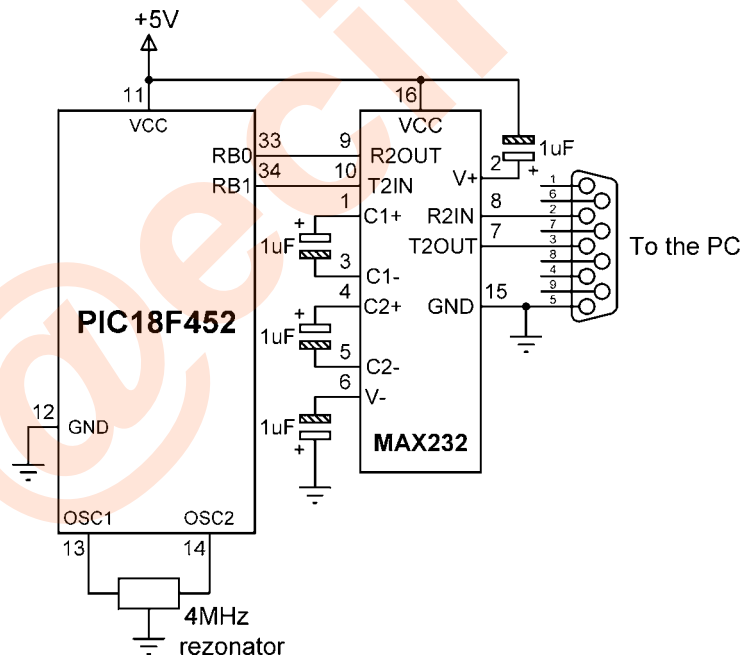 +5V
11
16
VCC
VCC
1uF
2
+
V+
RB0
33
9
R2OUT
RB1
34
10
T2IN
1
C1+
8
R2IN
+
1uF
7
T2OUT
3
C1-
4
C2+
GND
15
+
1uF
5
C2-
6
V-
1uF
+
PIC18F452
MAX232
12
GND
1
6
2
7
3
8
4
9
5
To the PC
OSC1
OSC2
13
14
4MHz
rezonator
@ecil